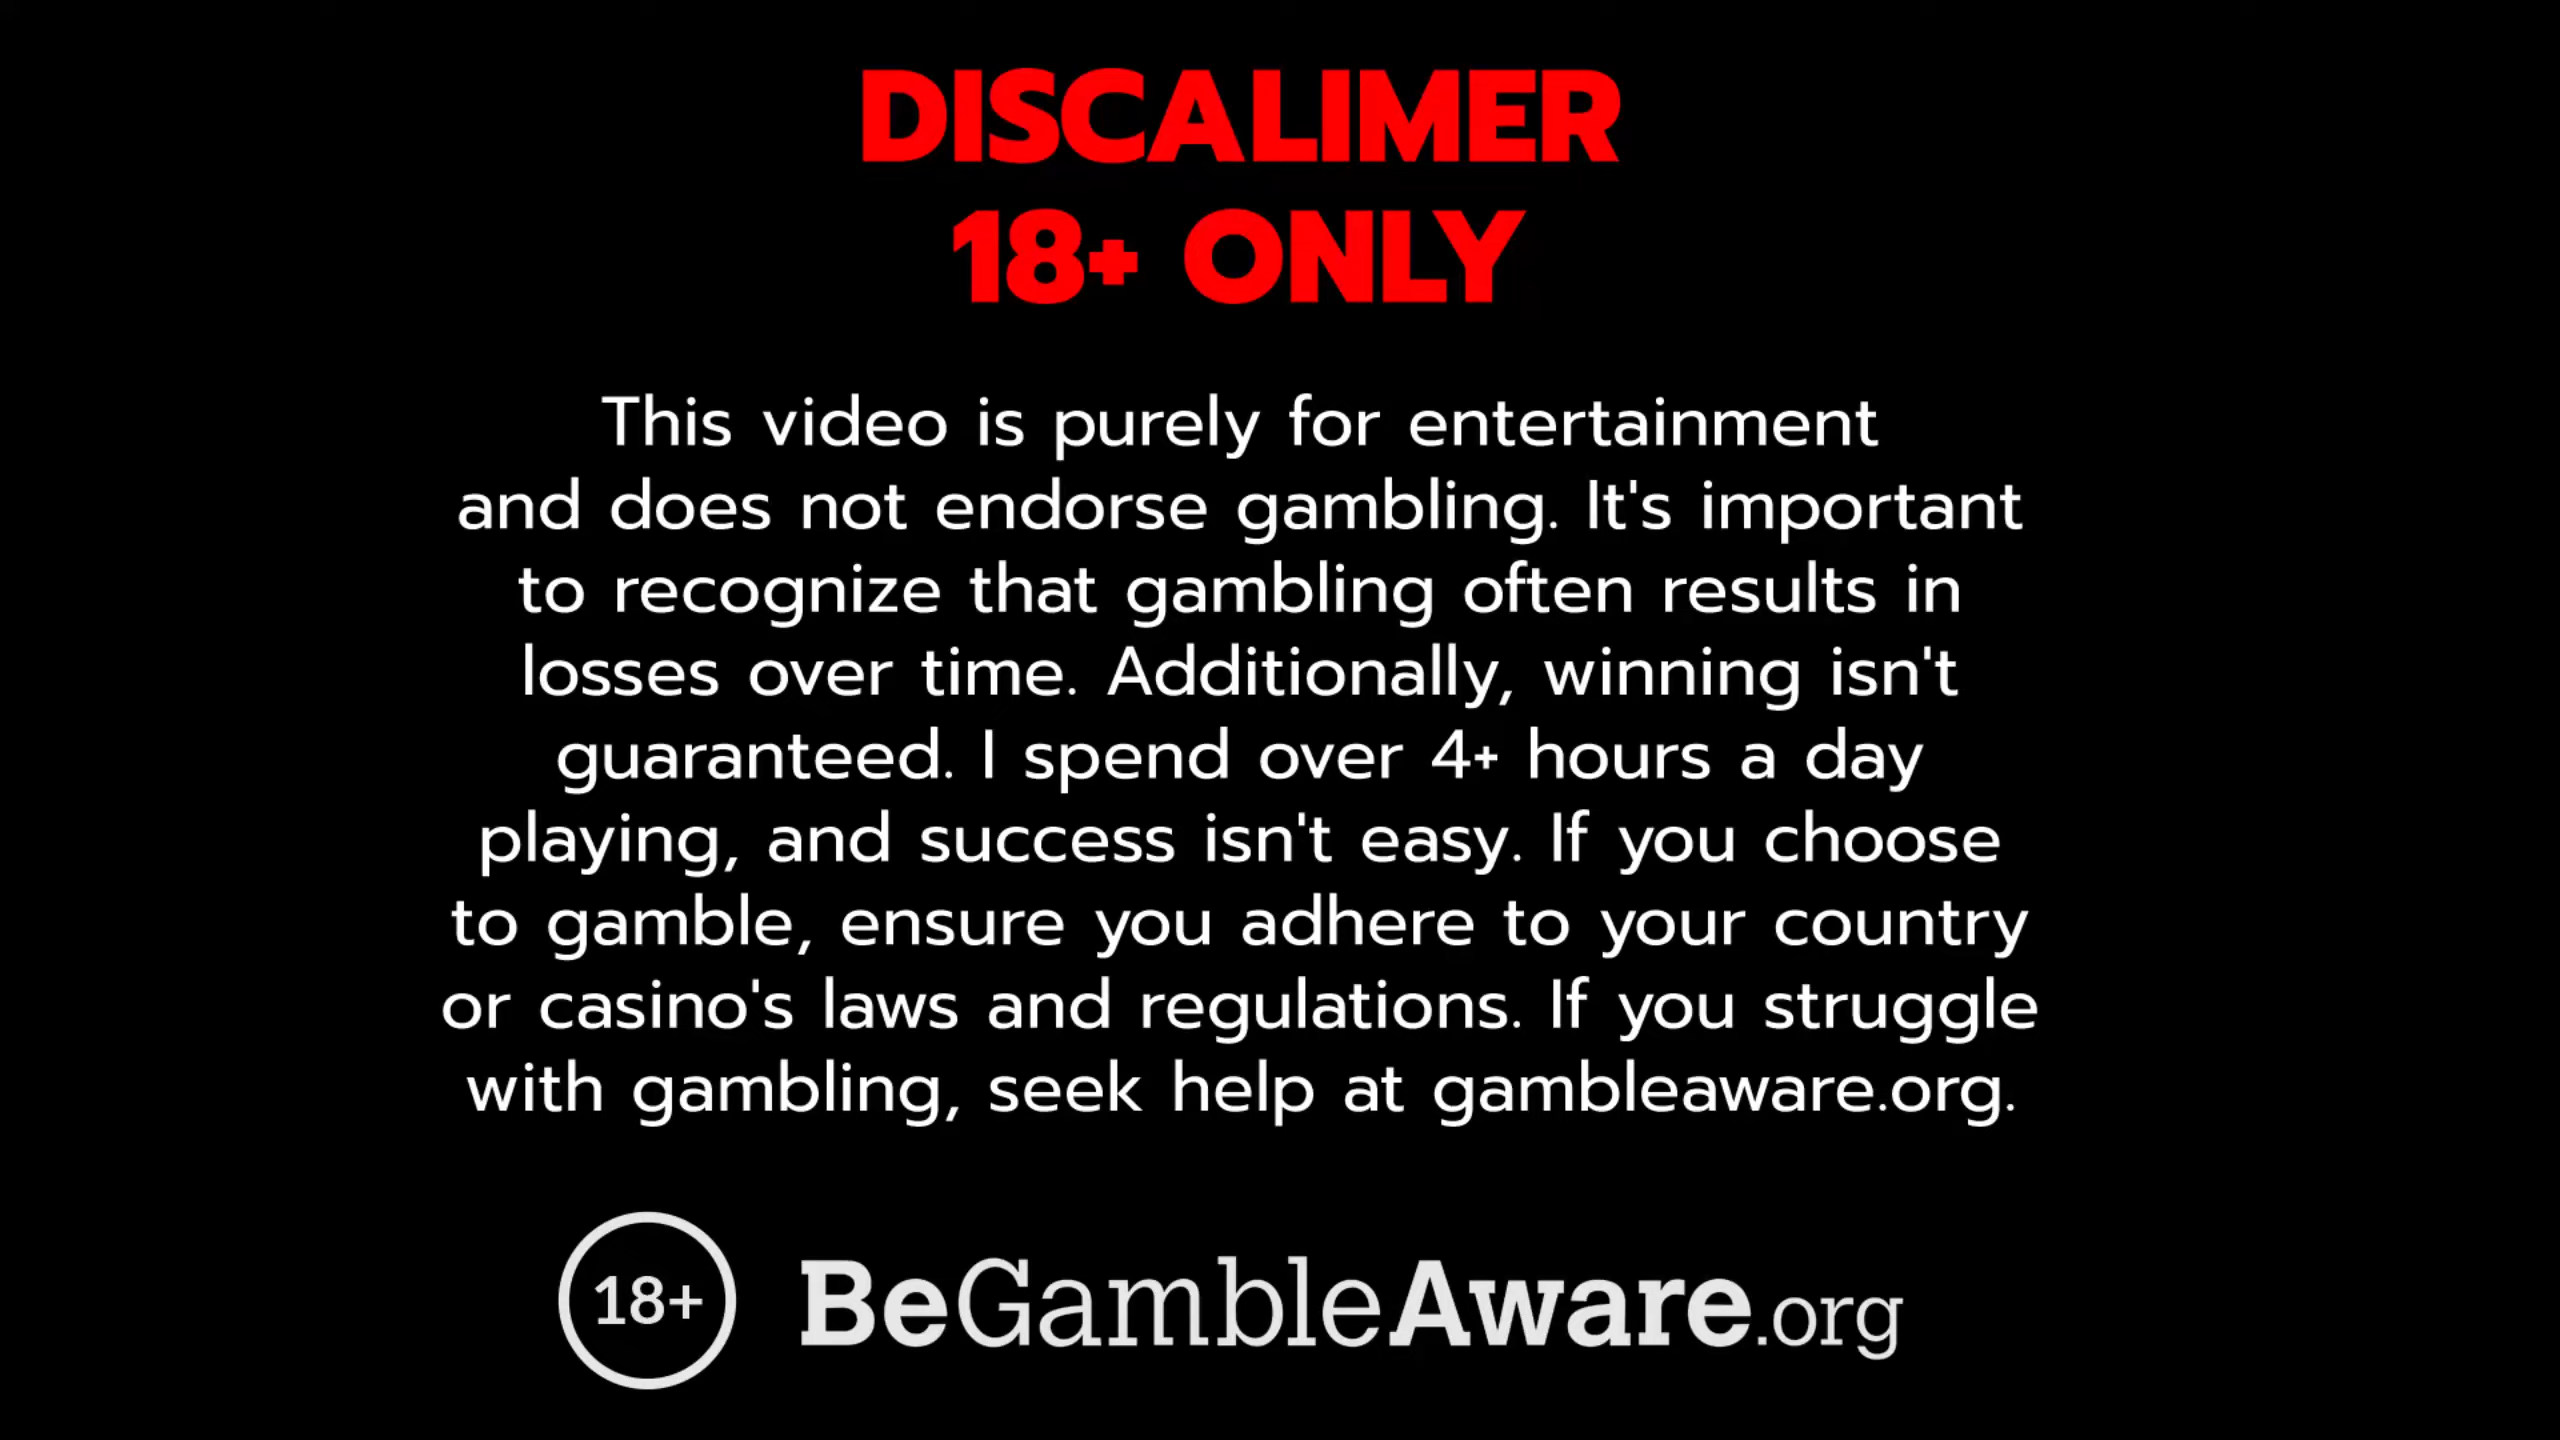 DISCALIMER
18+ ONLY
This video is purely for entertainment
and does not endorse gambling. It's important
to recognize that gambling often results in
losses over time. Additionally, winning isn't
guaranteed. I spend over 4+ hours a day
playing, and success isn't easy. If you choose
to gamble, ensure you adhere to your country
or casino's laws and regulations. If you struggle
with gambling, seek help at gambleaware.org.
18+ BeGambleAware.org